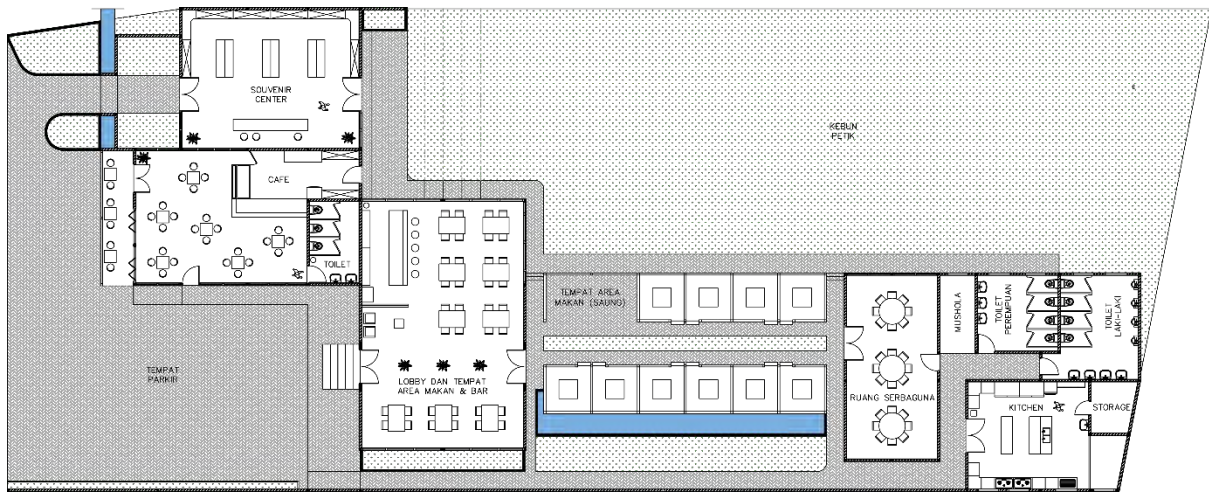 SOUVENIR
CENTER
KEBUN
PETIK
CAFE
TOILET
TEMPAT AREA
MAKAN (SAUNG)
MUSHOLA
TOILET
PEREMPUAN
TOILET
LAKI-LAKI
TEMPAT
PARKIR
LOBBY DAN TEMPAT
AREA MAKAN & BAR
RUANG SERBAGUNA
KITCHEN
STORAGE